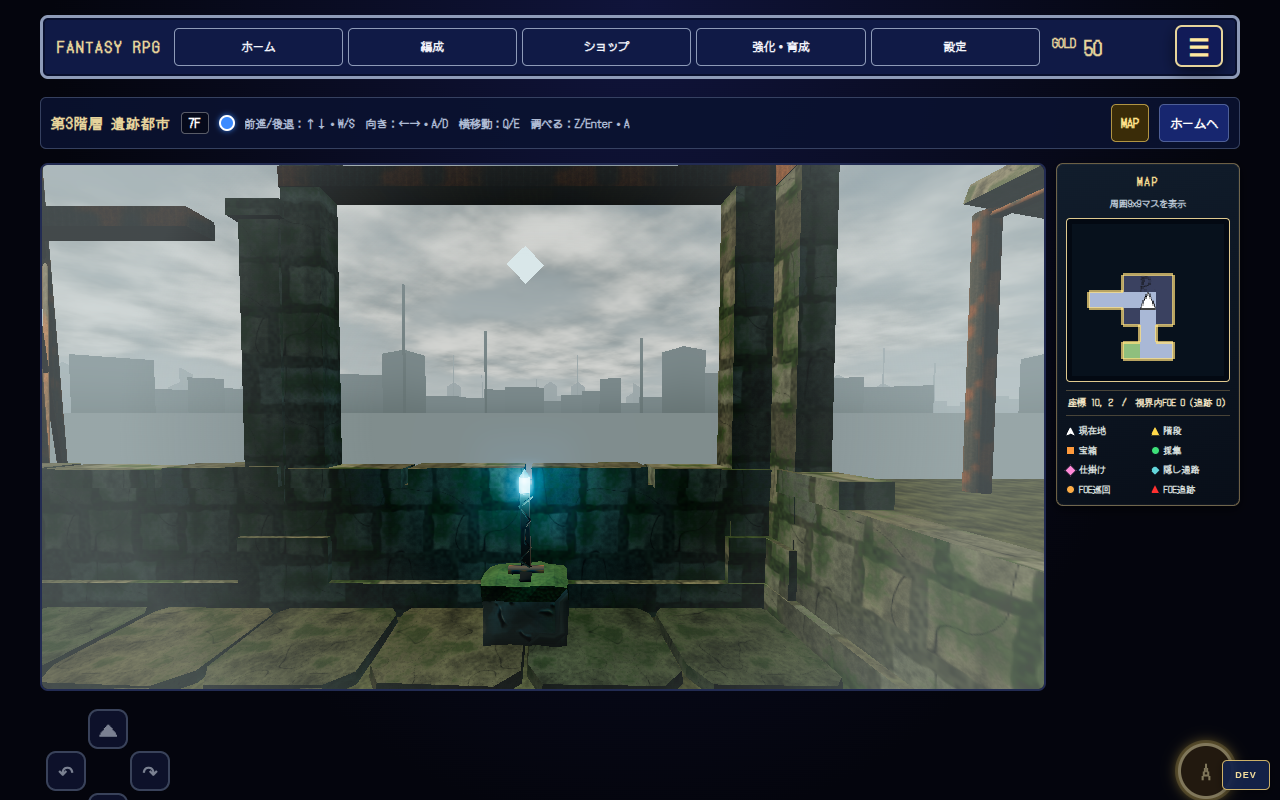 FANTASY RPG
ホーム
編成
ショップ
強化・育成
設定
GOLD 50
第3階層 遺跡都市
7F
前進/後退:↑↓・W/S 向き:←→・A/D 横移動:Q/E 調べる:Z/Enter・A
MAP
ホームへ
MAP
周囲9x9マスを表示
座標 10, 2 / 視界内FOE 0 (追跡 0)
現在地
階段
宝箱
採集
仕掛け
隠し通路
FOE巡回
FOE追跡
A
DEV